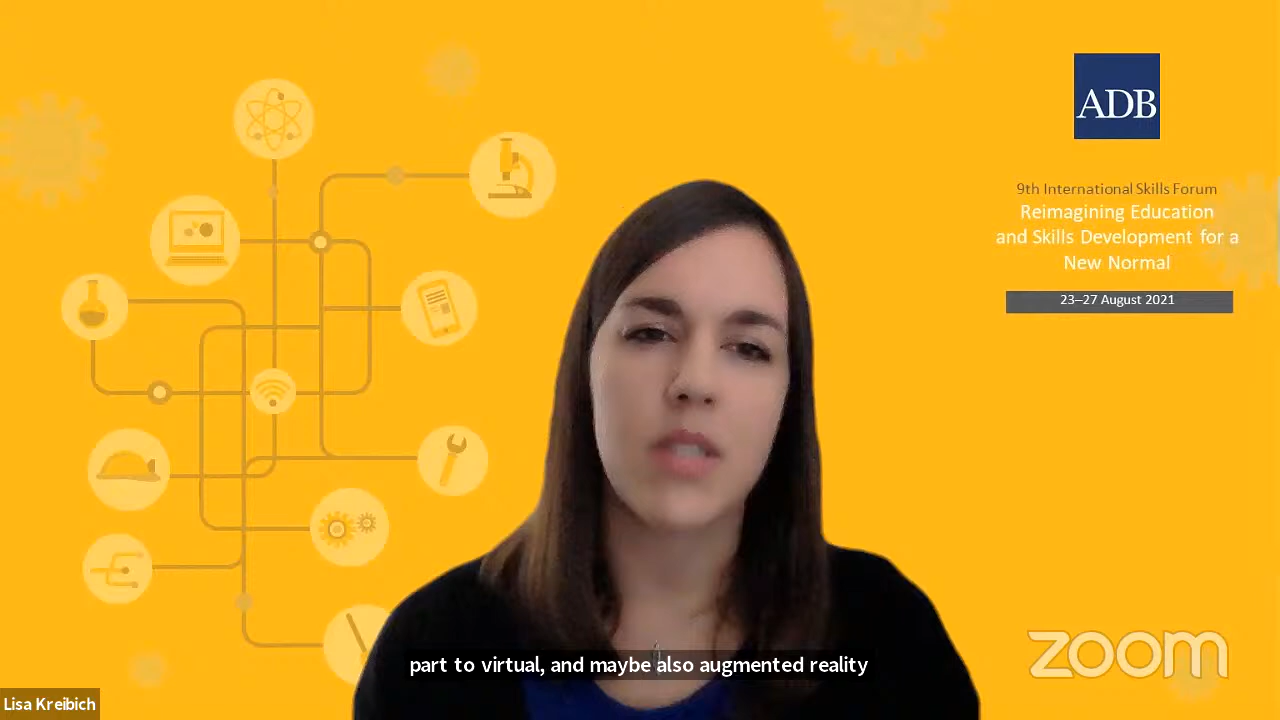 ADB
9th International Skills Forum
Reimagining Education
and Skills Development for a
New Normal
23–27 August 2021
part to virtual, and maybe also augmented reality
zoom
Lisa Kreibich